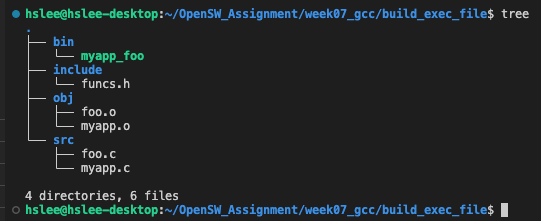 hslee@hslee-desktop:~/OpenSW_Assignment/week07_gcc/build_exec_file$ tree
.
├── bin
│   └── myapp_foo
├── include
│   └── funcs.h
├── obj
│   ├── foo.o
│   └── myapp.o
└── src
    ├── foo.c
    └── myapp.c
4 directories, 6 files
hslee@hslee-desktop:~/OpenSW_Assignment/week07_gcc/build_exec_file$